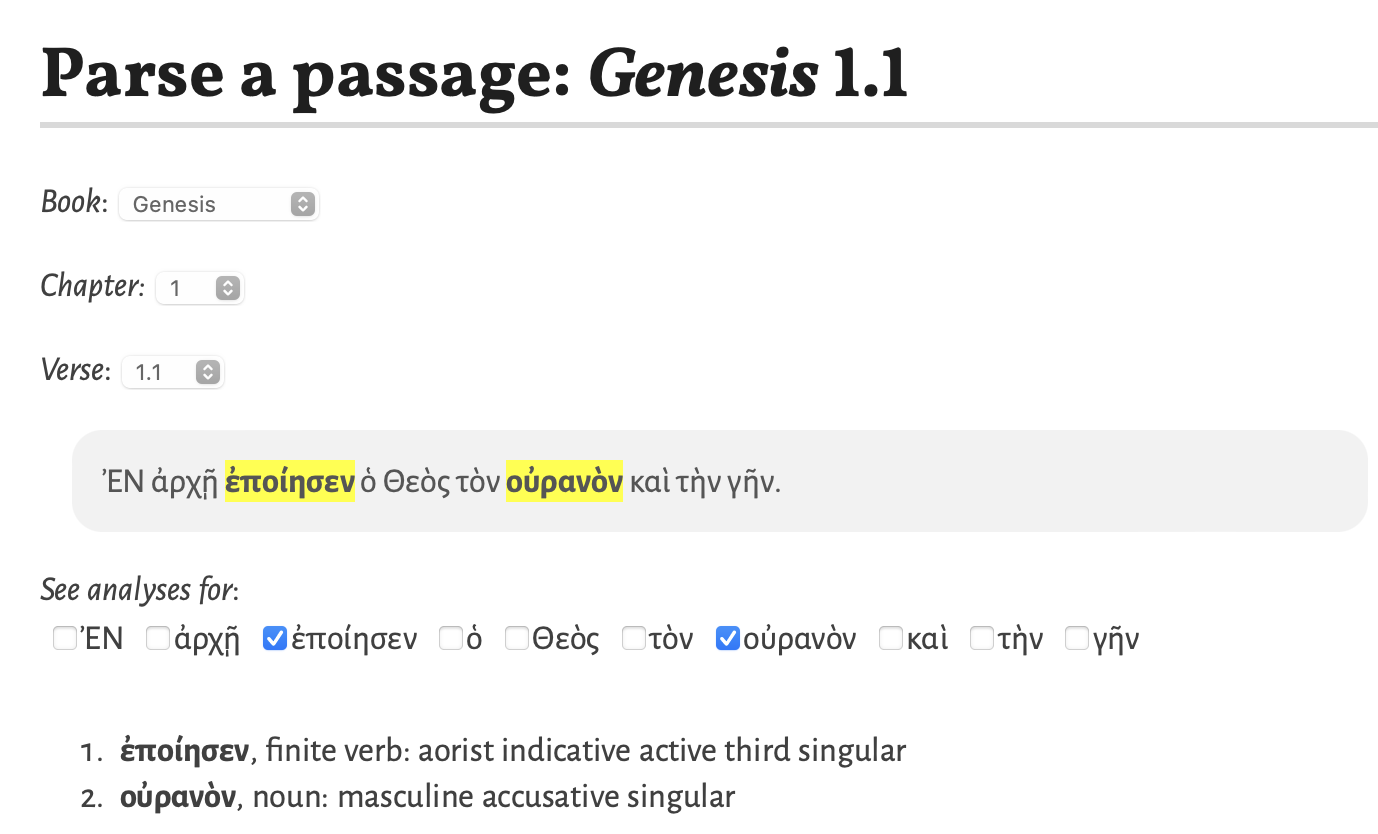 Parse a passage: Genesis 1.1
Book: Genesis
Chapter: 1
Verse: 1.1
ἘΝ ἀρχῇ ἐποίησεν ὁ Θεὸς τὸν οὐρανὸν καὶ τὴν γῆν.
See analyses for:
ἘΝ ἀρχῇ ἐποίησεν ὁ Θεὸς τὸν οὐρανὸν καὶ τὴν γῆν
1. ἐποίησεν, finite verb: aorist indicative active third singular
2. οὐρανὸν, noun: masculine accusative singular